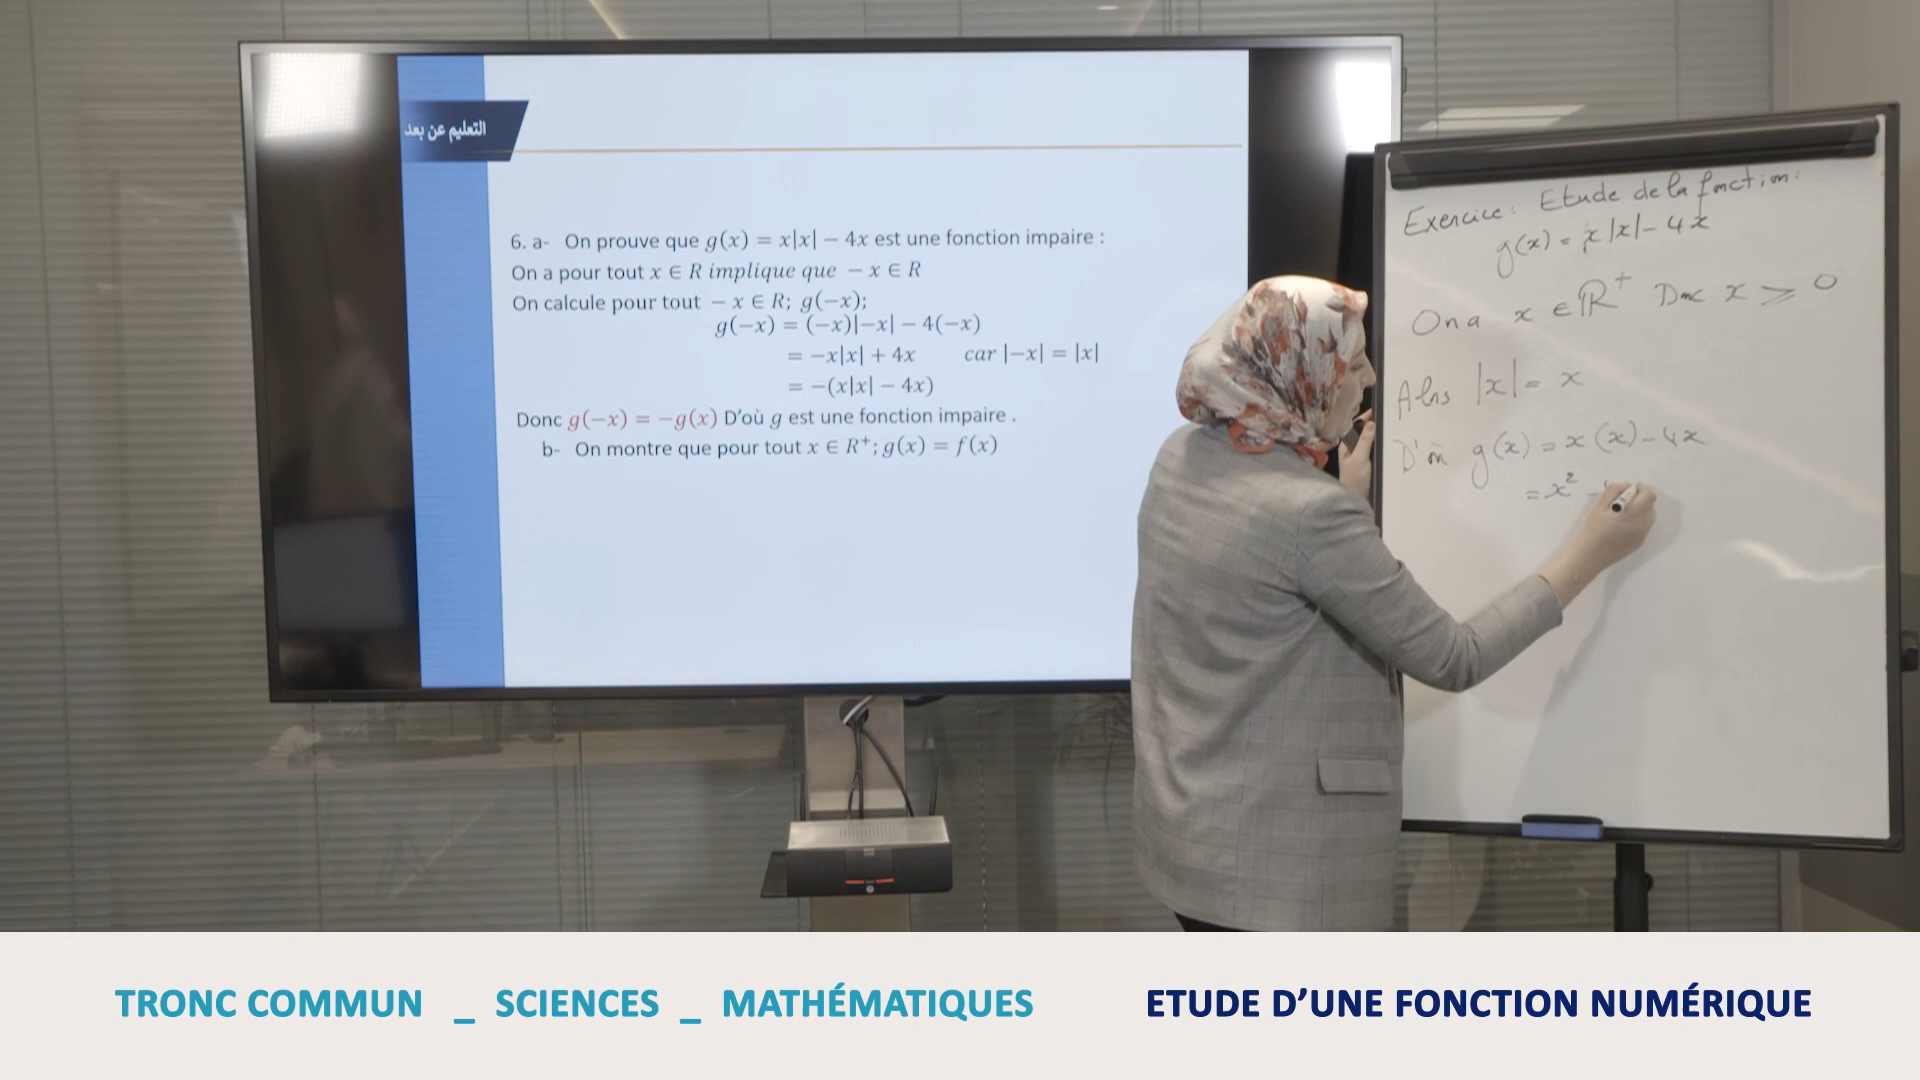 التعليم عن بعد
6. a- On prouve que g(x) = x|x| − 4x est une fonction impaire :
On a pour tout x ∈ R implique que − x ∈ R
On calcule pour tout − x ∈ R; g(−x);
g(−x) = (−x)|−x| − 4(−x)
= −x|x| + 4x car |−x| = |x|
= −(x|x| − 4x)
Donc g(−x) = −g(x) D’où g est une fonction impaire .
b- On montre que pour tout x ∈ R⁺; g(x) = f(x)
Exercice: Etude de la fonction:
g(x) = x|x| - 4x
On a x ∈ ℝ⁺ Donc x ⩾ 0
Alors |x| = x
D'où g(x) = x(x) - 4x
= x² -
TRONC COMMUN _ SCIENCES _ MATHÉMATIQUES
ETUDE D’UNE FONCTION NUMÉRIQUE